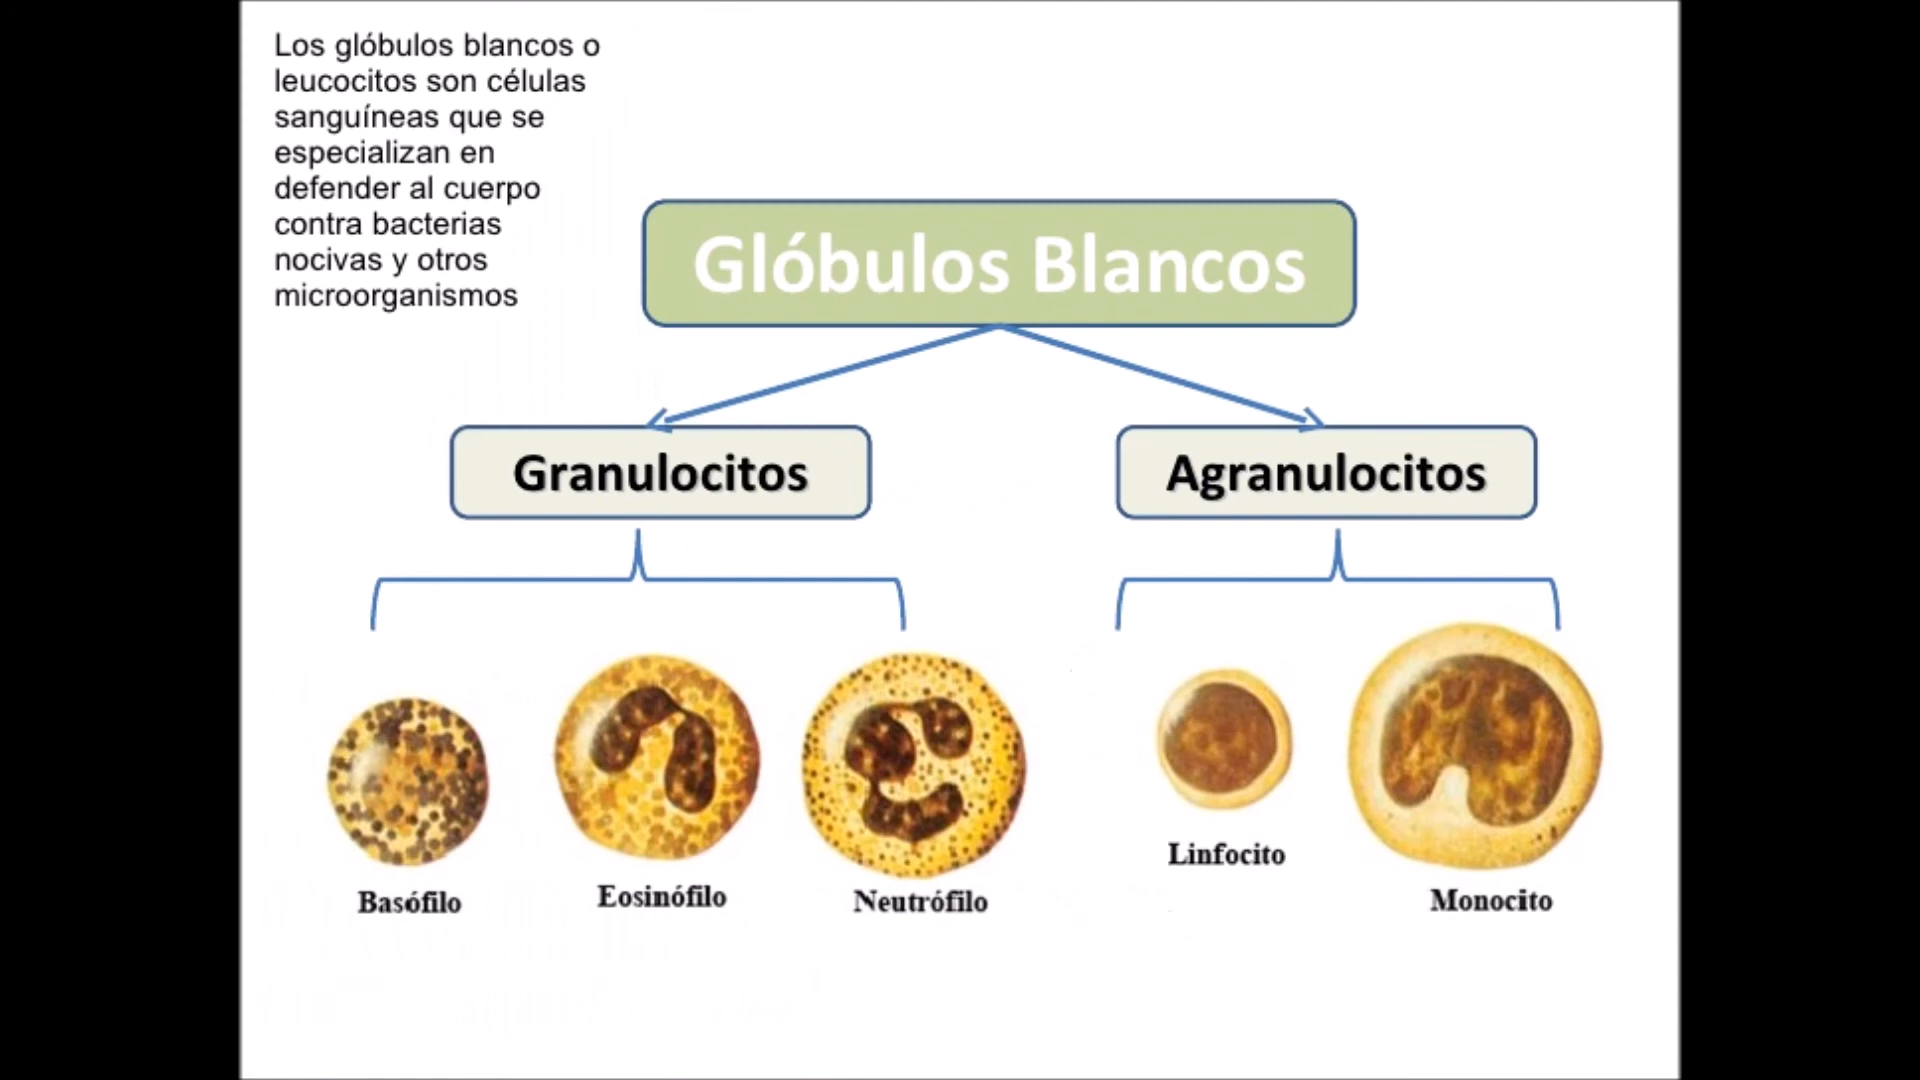 Los glóbulos blancos o
leucocitos son células
sanguíneas que se
especializan en
defender al cuerpo
contra bacterias
nocivas y otros
microorganismos
Glóbulos Blancos
Granulocitos
Agranulocitos
Basófilo
Eosinófilo
Neutrófilo
Linfocito
Monocito